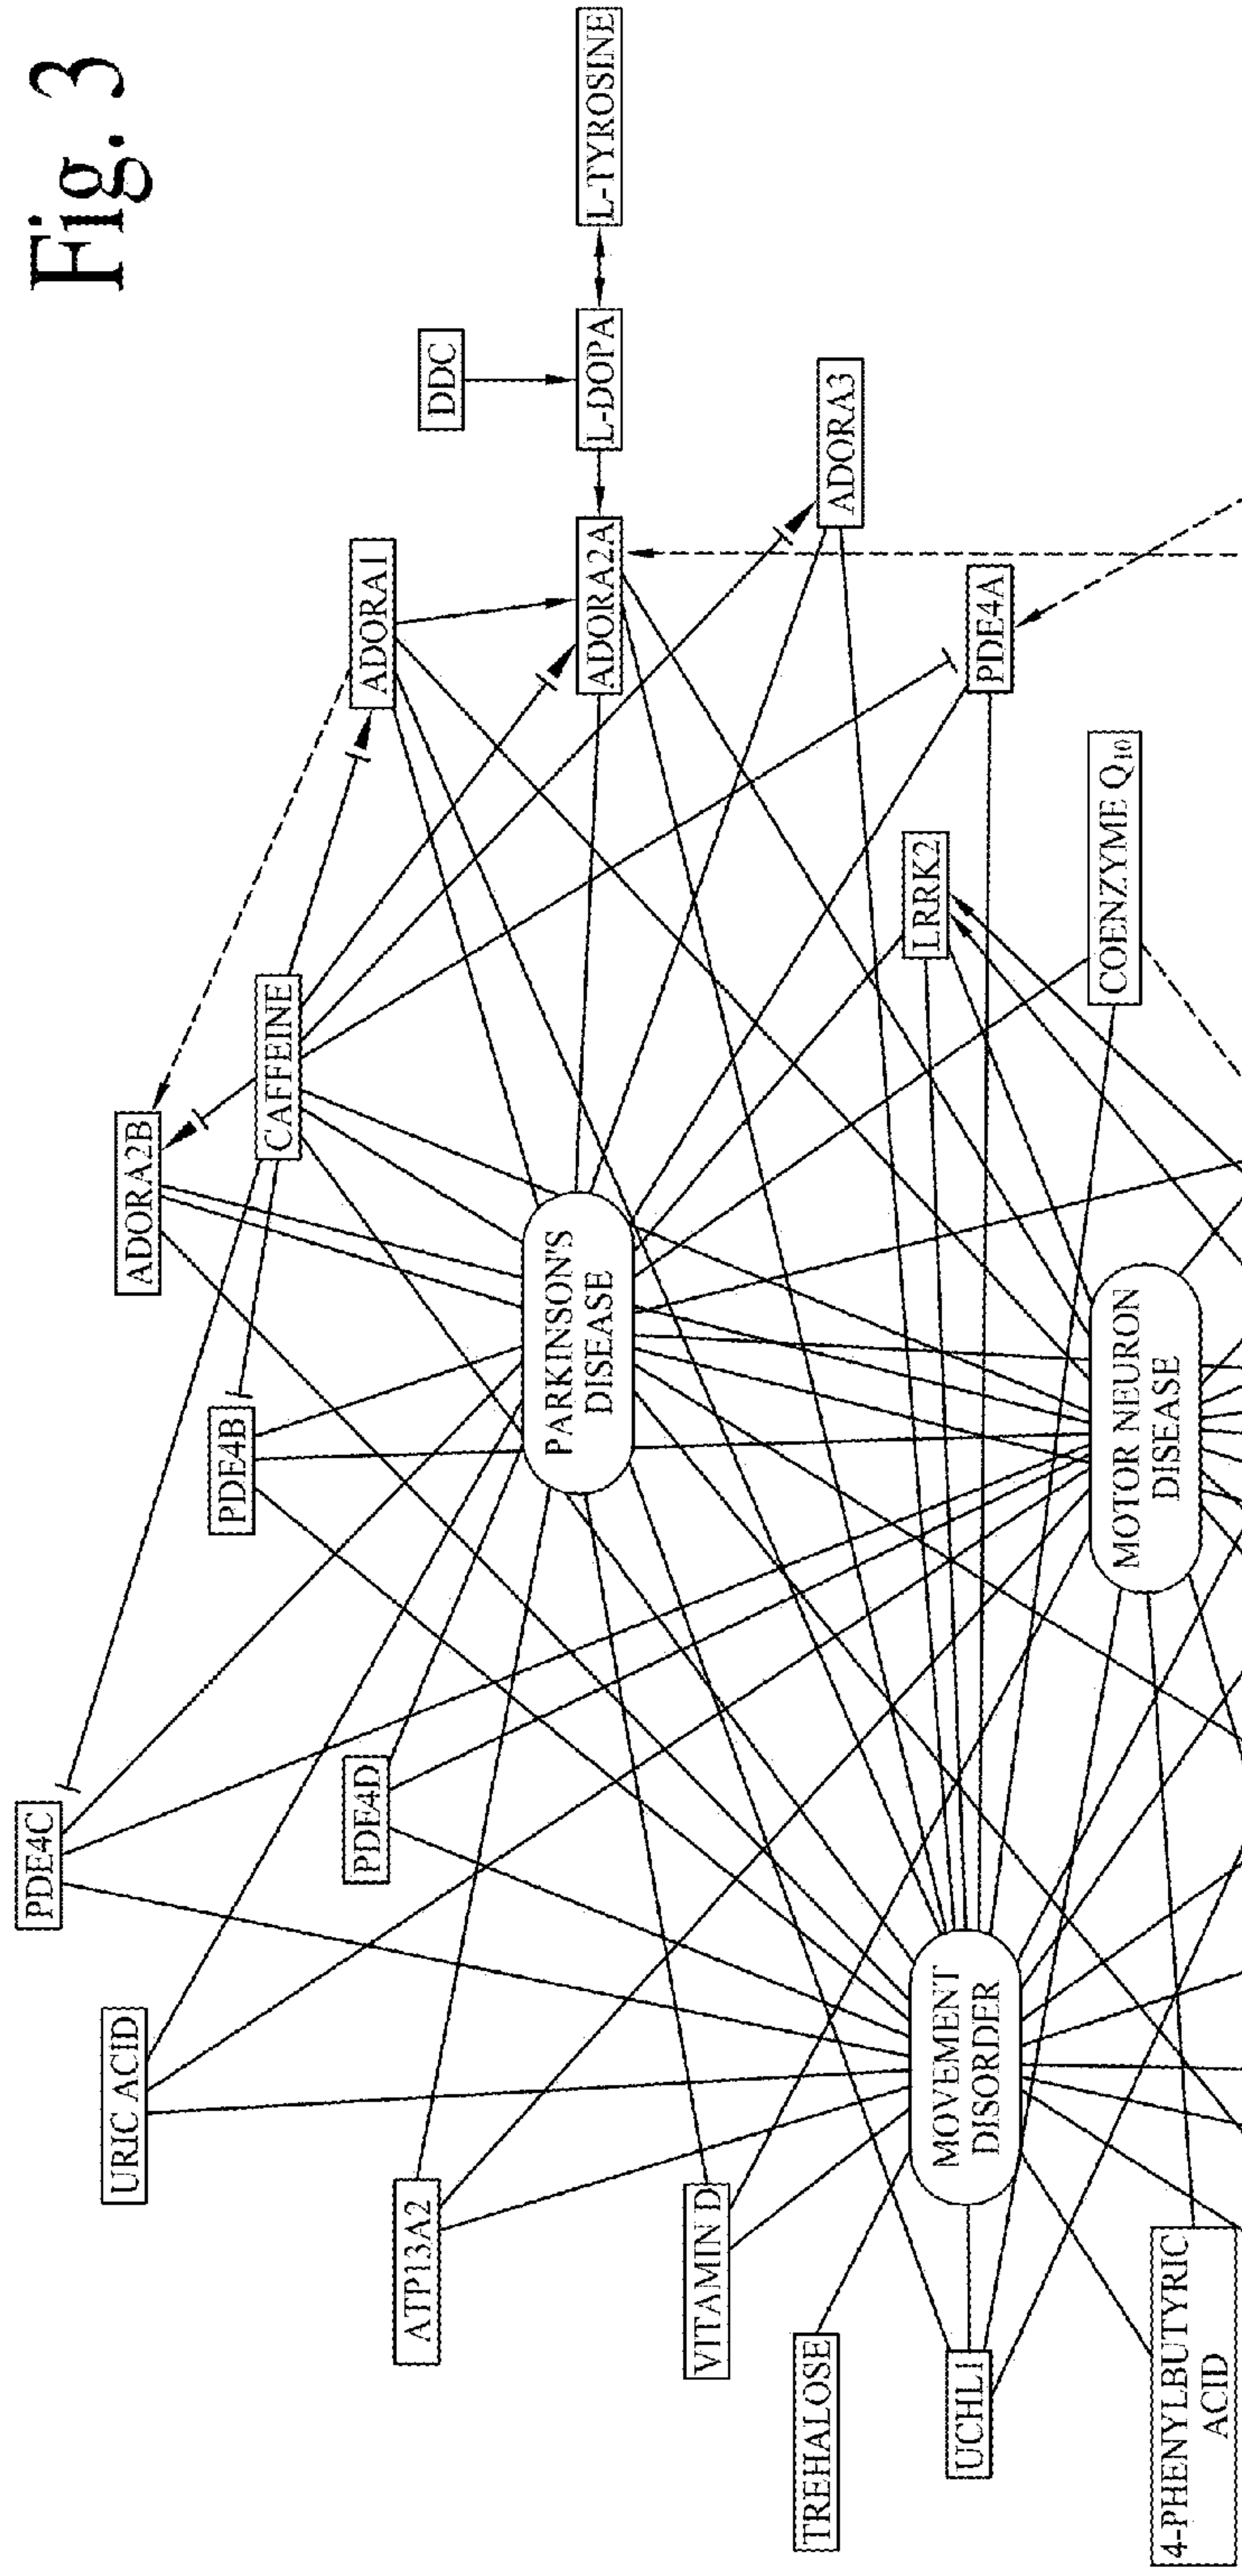 Fig. 3
PDE4C
URIC ACID
ADORA2B
PDE4B
CAFFEINE
PDE4D
ADORA1
ATP13A2
DDC
PARKINSON'S
DISEASE
ADORA2A
L-DOPA
L-TYROSINE
VITAMIN D
TREHALOSE
ADORA3
LRRK2
MOVEMENT
DISORDER
UCHL1
PDE4A
COENZYME Q₁₀
MOTOR NEURON
DISEASE
4-PHENYLBUTYRIC
ACID